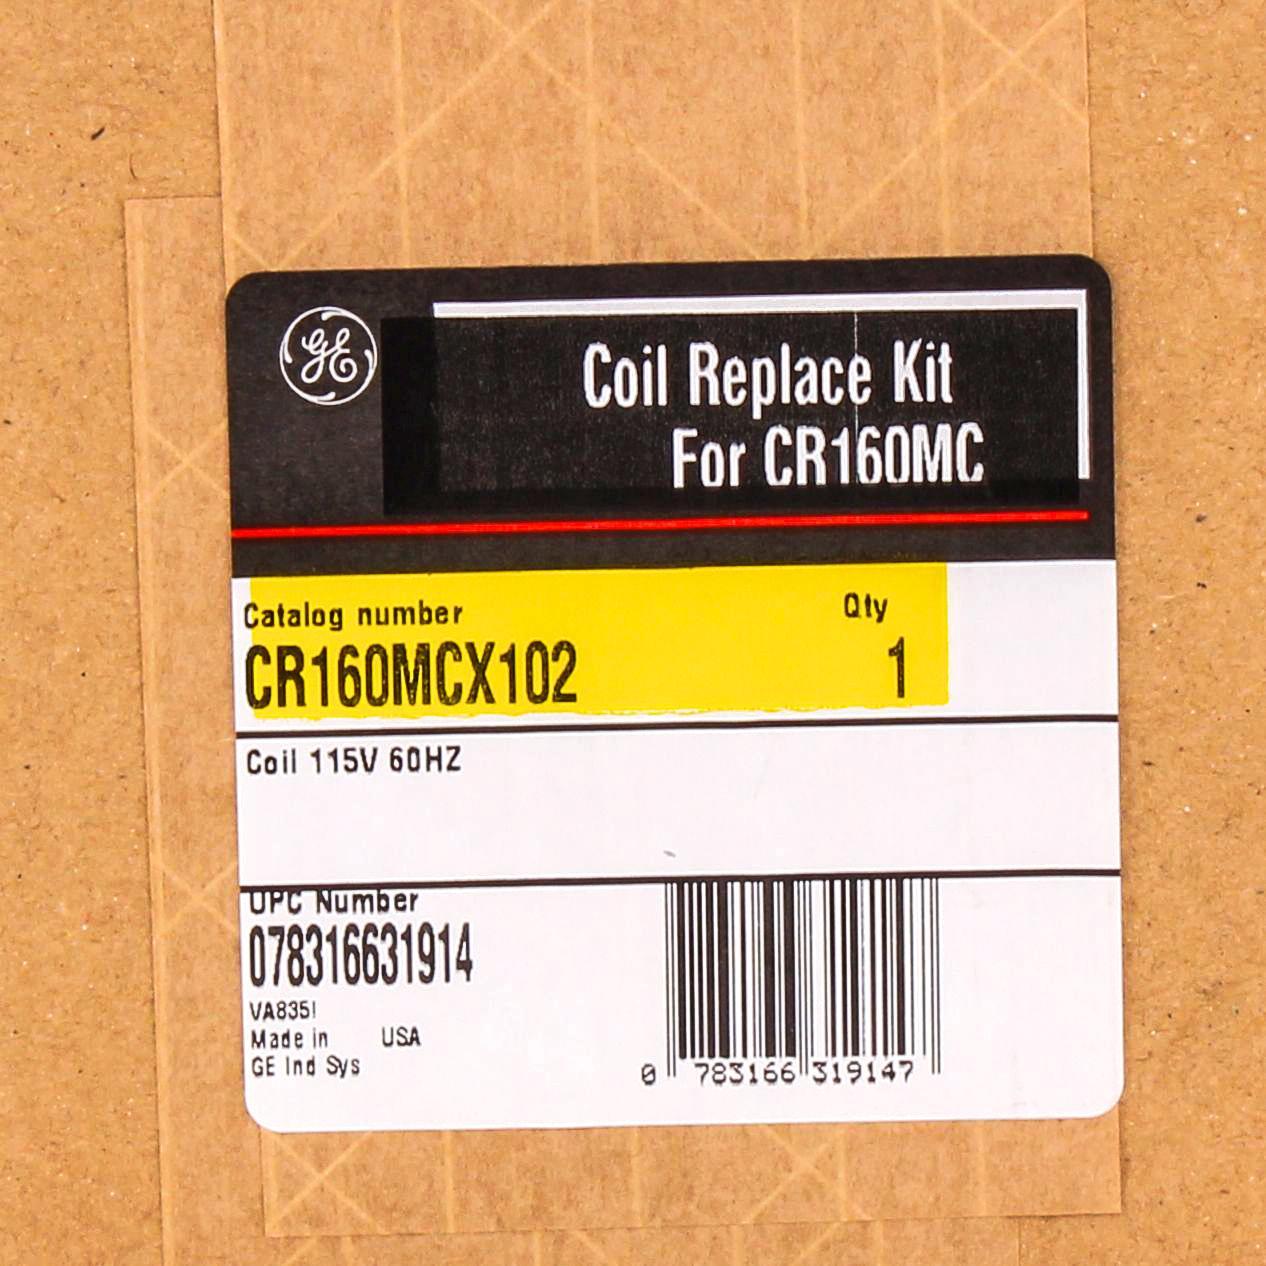 GE
Coil Replace Kit
For CR160MC
Catalog number Qty
CR160MCX102 1
Coil 115V 60HZ
UPC Number
078316631914
VA835I
Made in USA
GE Ind Sys
0 783166 319147